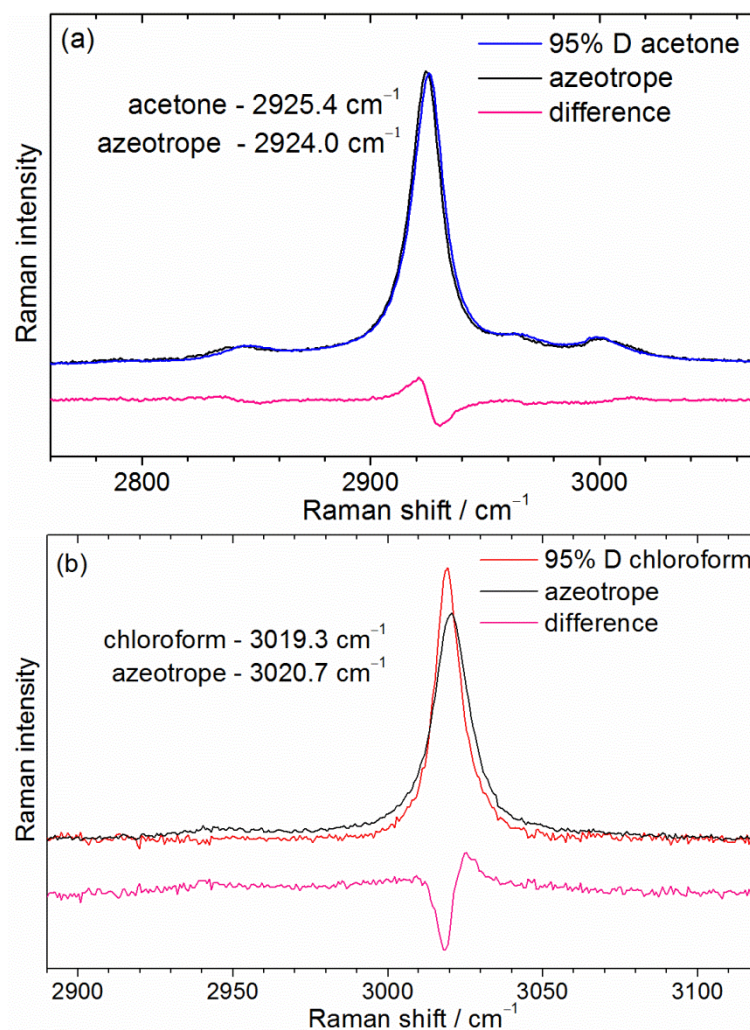 (a)
95% D acetone
azeotrope
difference
acetone - 2925.4 cm⁻¹
azeotrope - 2924.0 cm⁻¹
Raman intensity
2800 2900 3000
Raman shift / cm⁻¹
(b)
95% D chloroform
azeotrope
difference
chloroform - 3019.3 cm⁻¹
azeotrope - 3020.7 cm⁻¹
Raman intensity
2900 2950 3000 3050 3100
Raman shift / cm⁻¹